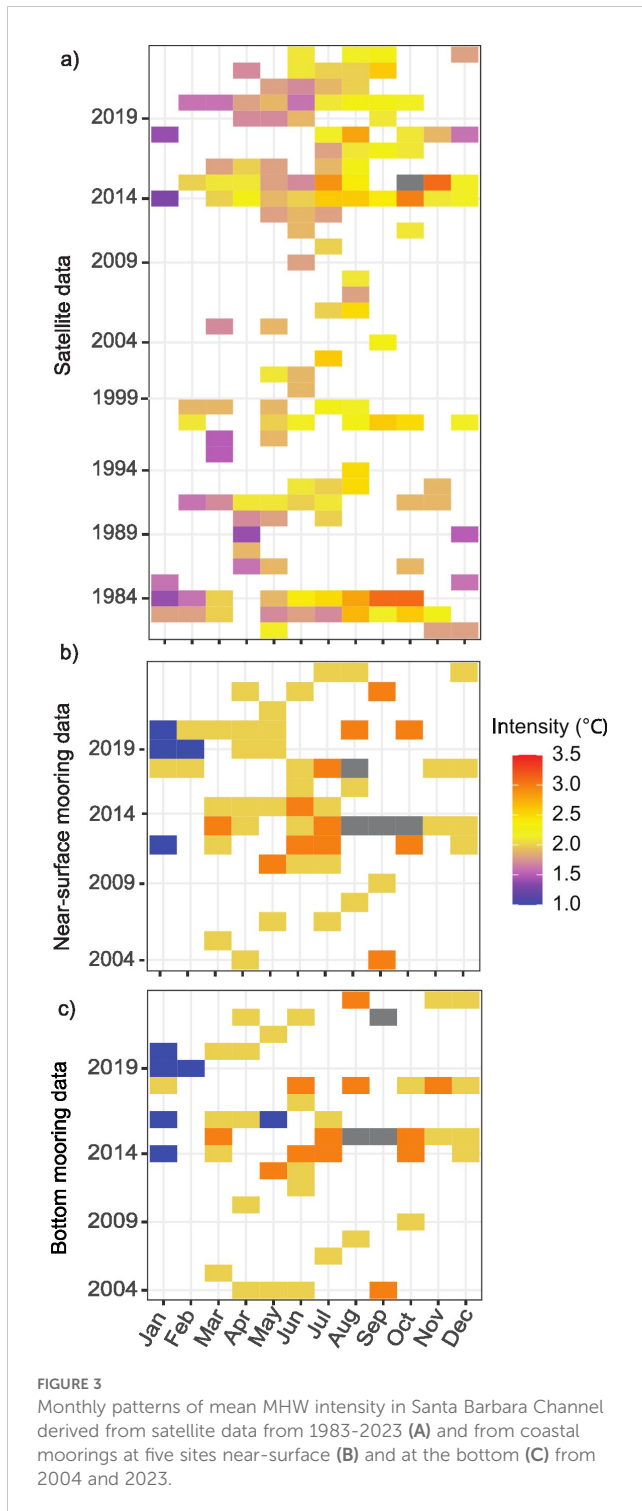 a)
Satellite data
2019
2014
2009
2004
1999
1994
1989
1984
b)
Near-surface mooring data
2019
2014
2009
2004
Intensity (°C)
3.5
3.0
2.5
2.0
1.5
1.0
c)
Bottom mooring data
2019
2014
2009
2004
Jan
Feb
Mar
Apr
May
Jun
Jul
Aug
Sep
Oct
Nov
Dec
FIGURE 3
Monthly patterns of mean MHW intensity in Santa Barbara Channel
derived from satellite data from 1983-2023 (A) and from coastal
moorings at five sites near-surface (B) and at the bottom (C) from
2004 and 2023.